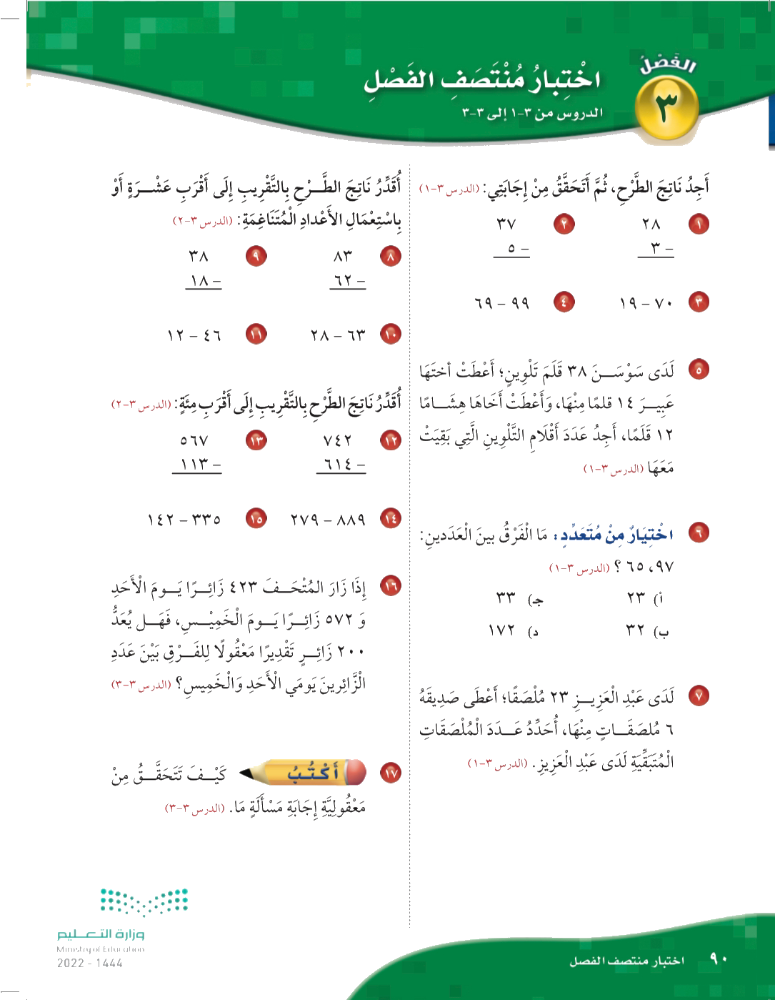 الفَصْلُ
٣
اخْتِبارُ مُنْتَصَفِ الفَصْلِ
الدروس من ٣-١ إلى ٣-٣
أَجِدُ نَاتِجَ الطَّرْحِ، ثُمَّ أَتَحَقَّقُ مِنْ إِجَابَتِي: (الدرس ٣-١)
١ ٢٨ ٢ ٣٧
- ٣ - ٥
٣ ٧٠ - ١٩ ٤ ٩٩ - ٦٩
٥ لَدَى سَوْسَنَ ٣٨ قَلَمَ تَلْوِينٍ؛ أَعْطَتْ أختَهَا
عَبِيرَ ١٤ قلمًا مِنْهَا، وَأَعْطَتْ أَخَاهَا هِشَامًا
١٢ قَلَمًا، أَجِدُ عَدَدَ أَقْلَامِ التَّلْوِينِ الَّتِي بَقِيَتْ
مَعَهَا (الدرس ٣-١)
٦ اخْتِيَارٌ مِنْ مُتَعَدِّدٍ: مَا الْفَرْقُ بينَ الْعَدَدينِ:
٩٧، ٦٥ ؟ (الدرس ٣-١)
أ) ٢٣ جـ) ٣٣
ب) ٣٢ د) ١٧٢
٧ لَدَى عَبْدِ الْعَزِيزِ ٢٣ مُلْصَقًا؛ أَعْطَى صَدِيقَهُ
٦ مُلصَقَاتٍ مِنْهَا، أُحَدِّدُ عَدَدَ الْمُلْصَقَاتِ
الْمُتَبَقِّيَةِ لَدَى عَبْدِ الْعَزِيزِ. (الدرس ٣-١)
أُقَدِّرُ نَاتِجَ الطَّرْحِ بِالتَّقْرِيبِ إِلَى أَقْرَبِ عَشْرَةٍ أَوْ
بِاسْتِعْمَالِ الأَعْدادِ الْمُتَنَاغِمَةِ: (الدرس ٣-٢)
٨ ٨٣ ٩ ٣٨
- ٦٢ - ١٨
١٠ ٦٣ - ٢٨ ١١ ٤٦ - ١٢
أُقَدِّرُ نَاتِجَ الطَّرْحِ بِالتَّقْرِيبِ إِلَى أَقْرَبِ مِئَةٍ: (الدرس ٣-٢)
١٢ ٧٤٢ ١٣ ٥٦٧
- ٦١٤ - ١١٣
١٤ ٨٨٩ - ٢٧٩ ١٥ ٣٣٥ - ١٤٢
١٦ إِذَا زَارَ المُتْحَفَ ٤٢٣ زَائِرًا يَومَ الْأَحَدِ
وَ ٥٧٢ زَائِرًا يَومَ الْخَمِيْسِ، فَهَل يُعَدُّ
٢٠٠ زَائِرٍ تَقْدِيرًا مَعْقُولًا لِلفَرْقِ بَيْنَ عَدَدِ
الْزَّائِرينَ يَومَي الْأَحَدِ وَالْخَمِيسِ؟ (الدرس ٣-٣)
١٧ أَكْتُبُ كَيْفَ تَتَحَقَّقُ مِنْ
مَعْقُولِيَّةِ إِجَابَةِ مَسْأَلَةٍ مَا. (الدرس ٣-٣)
وزارة التعليم
Ministry of Education
2022 - 1444
اختبار منتصف الفصل ٩٠